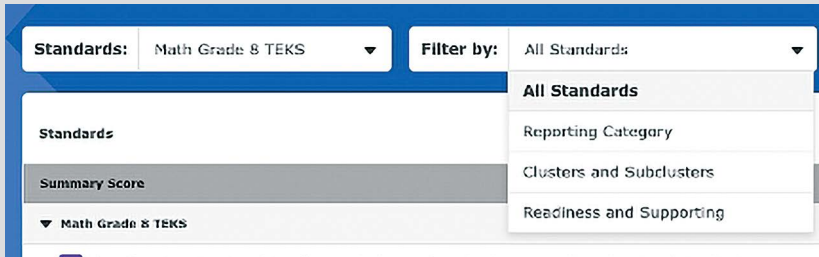 Standards: Math Grade 8 TEKS Filter by: All Standards
All Standards
Reporting Category
Clusters and Subclusters
Readiness and Supporting
Standards
Summary Score
Math Grade 8 TEKS